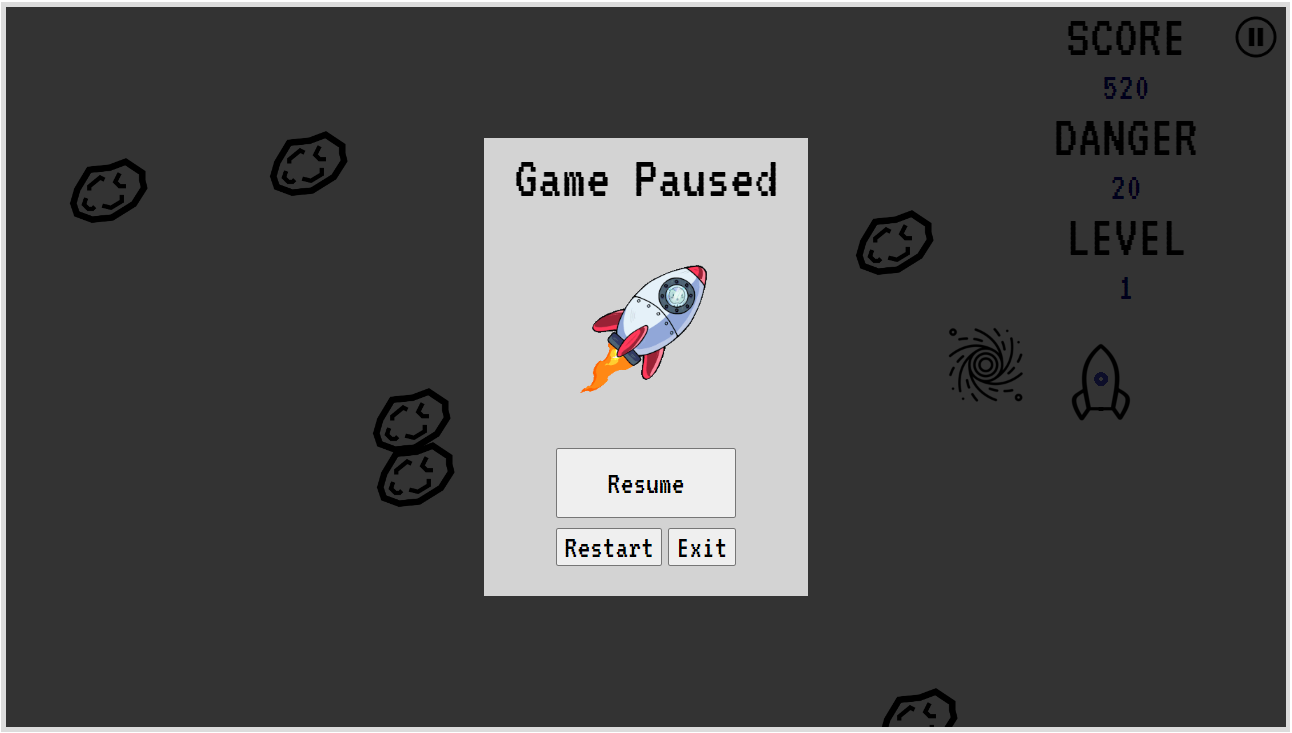 SCORE
520
DANGER
20
LEVEL
1
Game Paused
Resume
Restart Exit